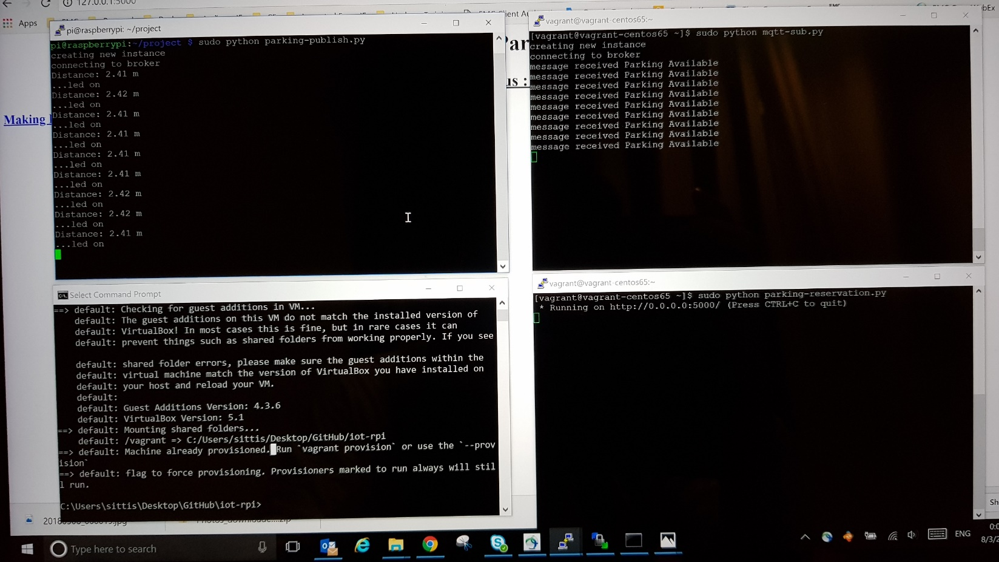 127.0.0.1:5000
Apps
pi@raspberrypi: ~/project
pi@raspberrypi:~/project $ sudo python parking-publish.py
creating new instance
connecting to broker
Distance: 2.41 m
...led on
Distance: 2.42 m
...led on
Distance: 2.41 m
...led on
Distance: 2.41 m
...led on
Distance: 2.41 m
...led on
Distance: 2.41 m
...led on
Distance: 2.42 m
...led on
Distance: 2.42 m
...led on
Distance: 2.41 m
...led on
vagrant@vagrant-centos65:~
[vagrant@vagrant-centos65 ~]$ sudo python mqtt-sub.py
creating new instance
connecting to broker
message received Parking Available
message received Parking Available
message received Parking Available
message received Parking Available
message received Parking Available
message received Parking Available
message received Parking Available
message received Parking Available
message received Parking Available
Par
us :
Making
Select Command Prompt
==> default: Checking for guest additions in VM...
default: The guest additions on this VM do not match the installed version of
default: VirtualBox! In most cases this is fine, but in rare cases it can
default: prevent things such as shared folders from working properly. If you see
default: shared folder errors, please make sure the guest additions within the
default: virtual machine match the version of VirtualBox you have installed on
default: your host and reload your VM.
default:
default: Guest Additions Version: 4.3.6
default: VirtualBox Version: 5.1
==> default: Mounting shared folders...
default: /vagrant => C:/Users/sittis/Desktop/GitHub/iot-rpi
==> default: Machine already provisioned. Run `vagrant provision` or use the `--prov
ision`
==> default: flag to force provisioning. Provisioners marked to run always will stil
l run.
C:\Users\sittis\Desktop\GitHub\iot-rpi>
vagrant@vagrant-centos65:~
[vagrant@vagrant-centos65 ~]$ sudo python parking-reservation.py
* Running on http://0.0.0.0:5000/ (Press CTRL+C to quit)
Sh
Type here to search
ENG